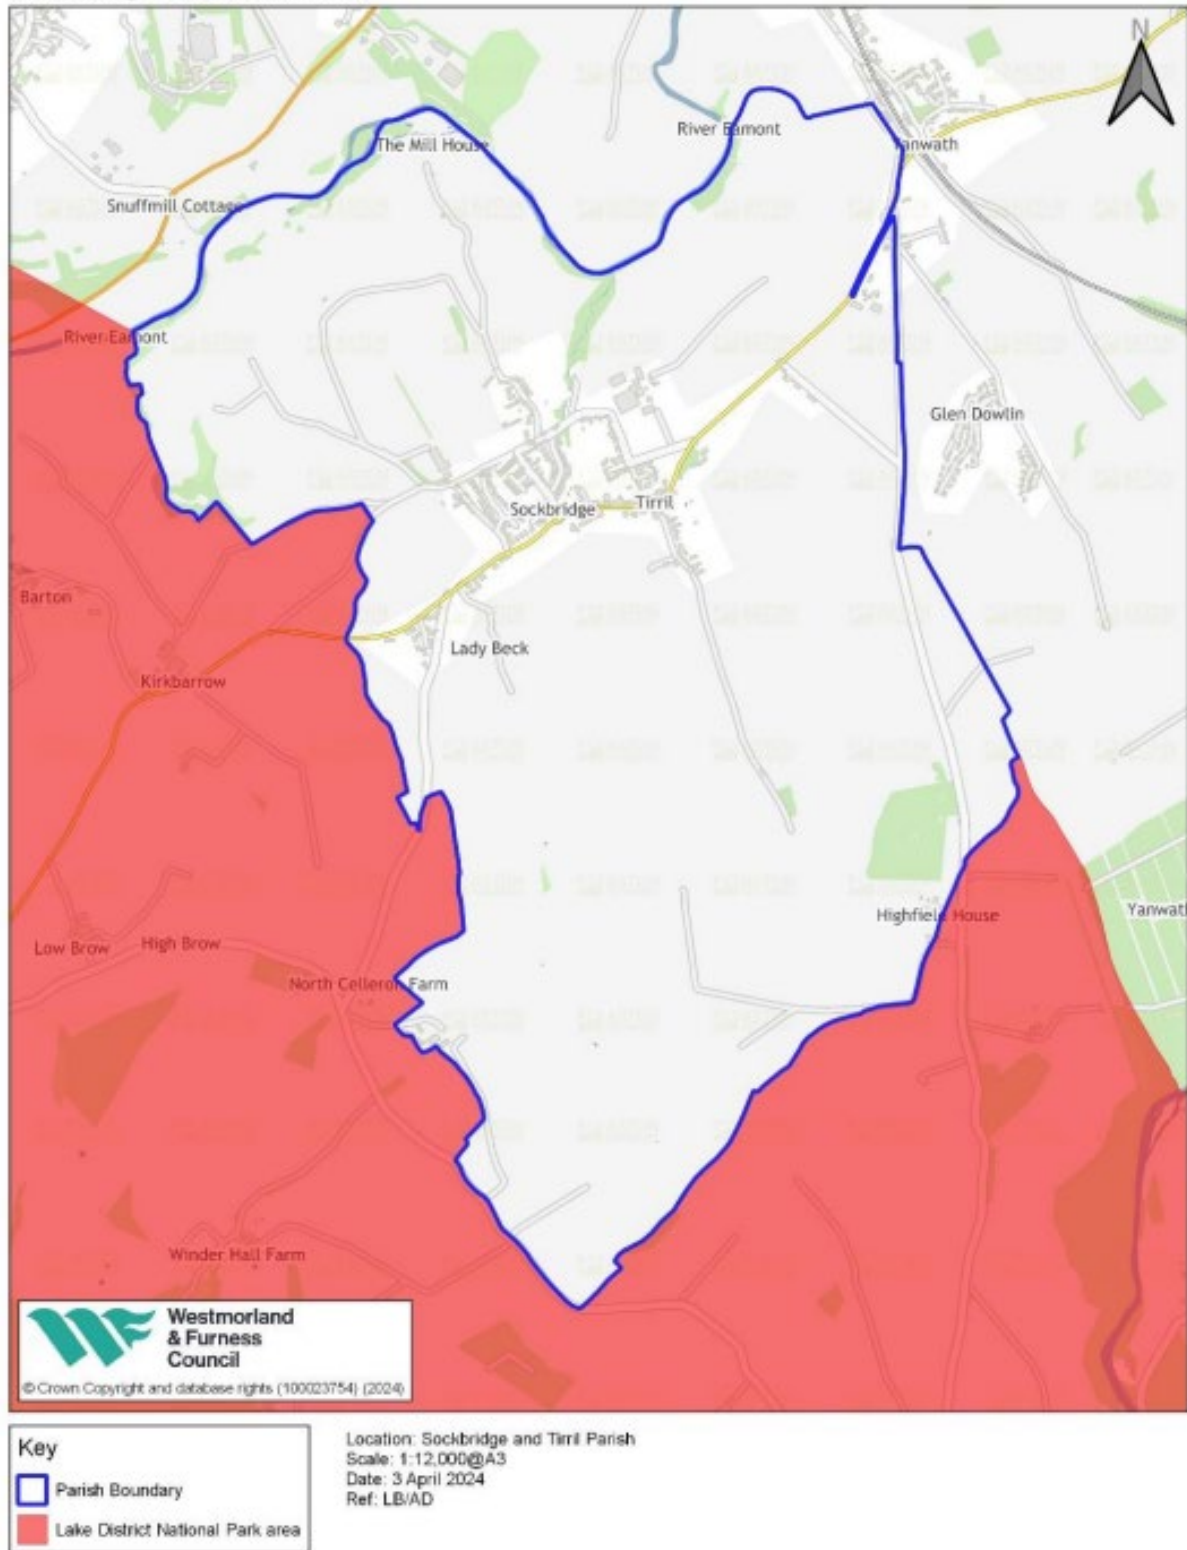 N
River Eamont
The Mill House
Yanwath
Snuffmill Cottage
River Eamont
Glen Dowlin
Sockbridge
Tirril
Barton
Lady Beck
Kirkbarrow
Highfield House
Yanwat
Low Brow
High Brow
North Celleron Farm
Winder Hall Farm
Westmorland
& Furness
Council
© Crown Copyright and database rights (100023754) (2024)
Key
Parish Boundary
Lake District National Park area
Location: Sockbridge and Tirril Parish
Scale: 1:12,000@A3
Date: 3 April 2024
Ref: LB/AD